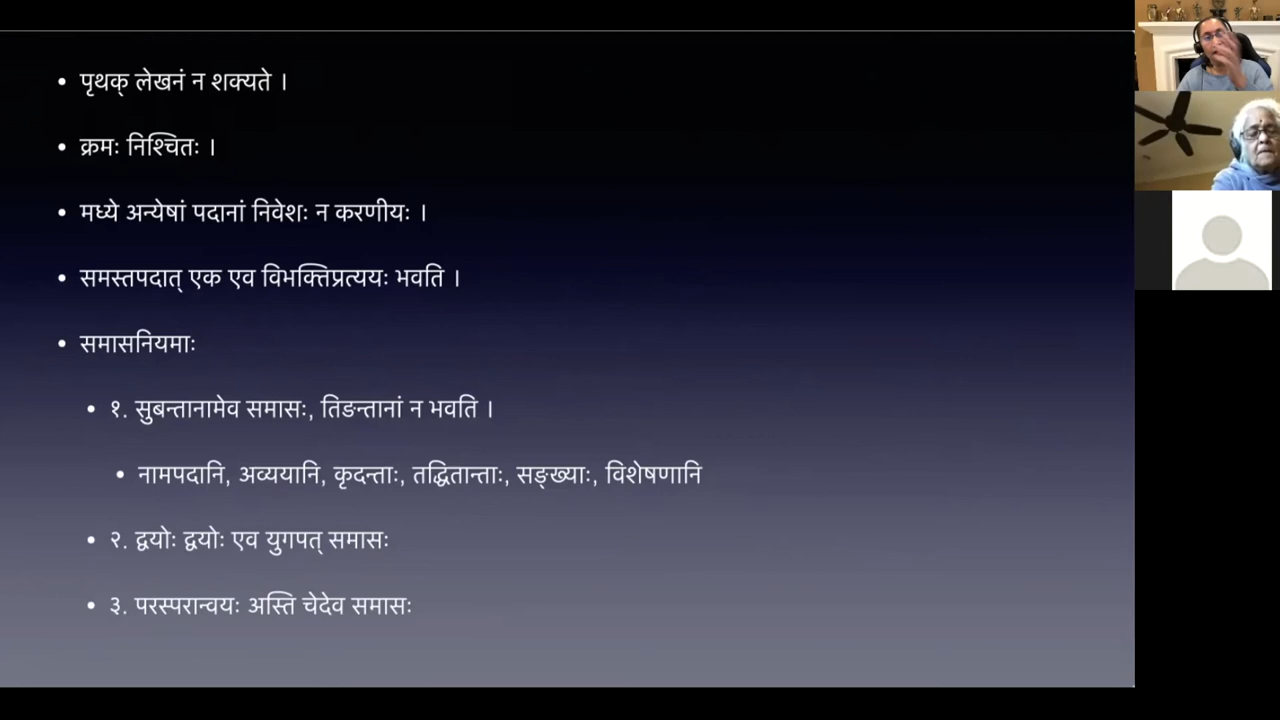 • पृथक् लेखनं न शक्यते ।
• क्रमः निश्चितः ।
• मध्ये अन्येषां पदानां निवेशः न करणीयः ।
• समस्तपदात् एक एव विभक्तिप्रत्ययः भवति ।
• समासनियमाः
• १. सुबन्तानामेव समासः, तिङन्तानां न भवति ।
• नामपदानि, अव्ययानि, कृदन्ताः, तद्धितान्ताः, सङ्ख्याः, विशेषणानि
• २. द्वयोः द्वयोः एव युगपत् समासः
• ३. परस्परान्वयः अस्ति चेदेव समासः